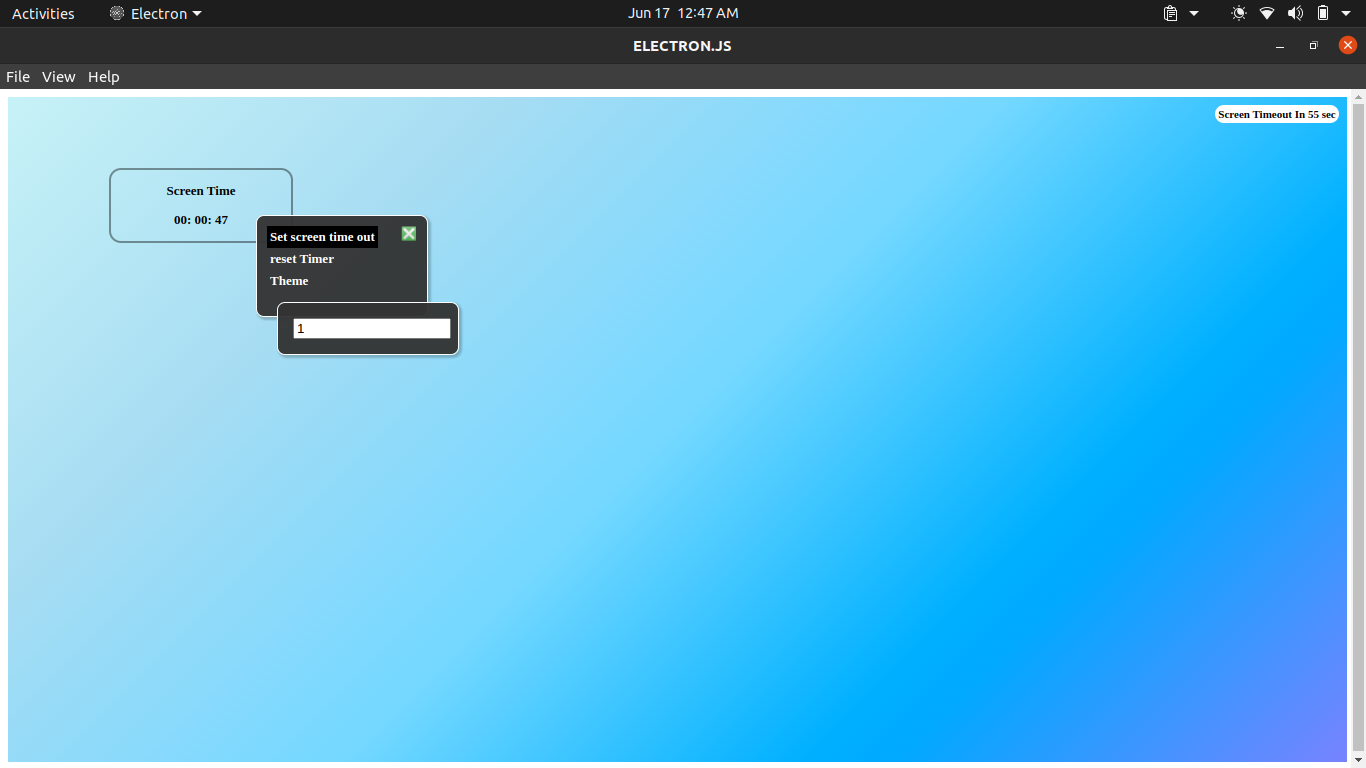 Activities Electron Jun 17 12:47 AM
ELECTRON.JS
File View Help
Screen Timeout In 55 sec
Screen Time
00: 00: 47
Set screen time out
reset Timer
Theme
1